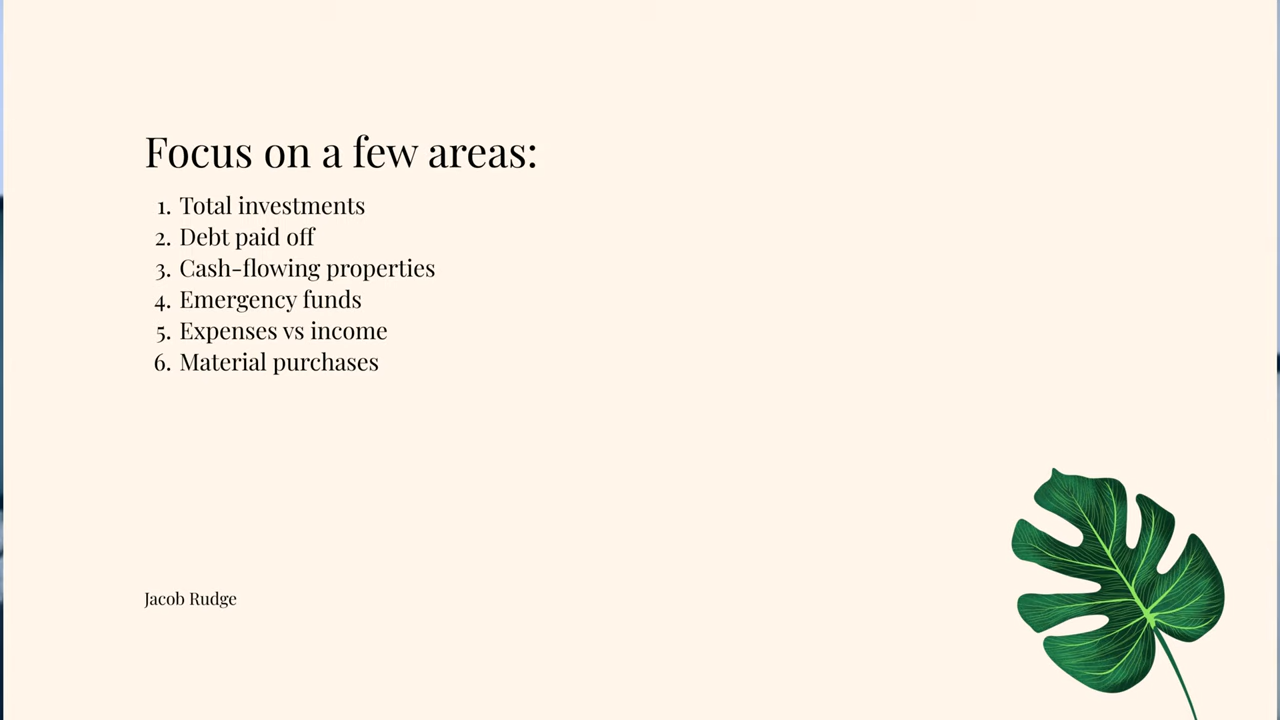 Focus on a few areas:
1. Total investments
2. Debt paid off
3. Cash-flowing properties
4. Emergency funds
5. Expenses vs income
6. Material purchases
Jacob Rudge